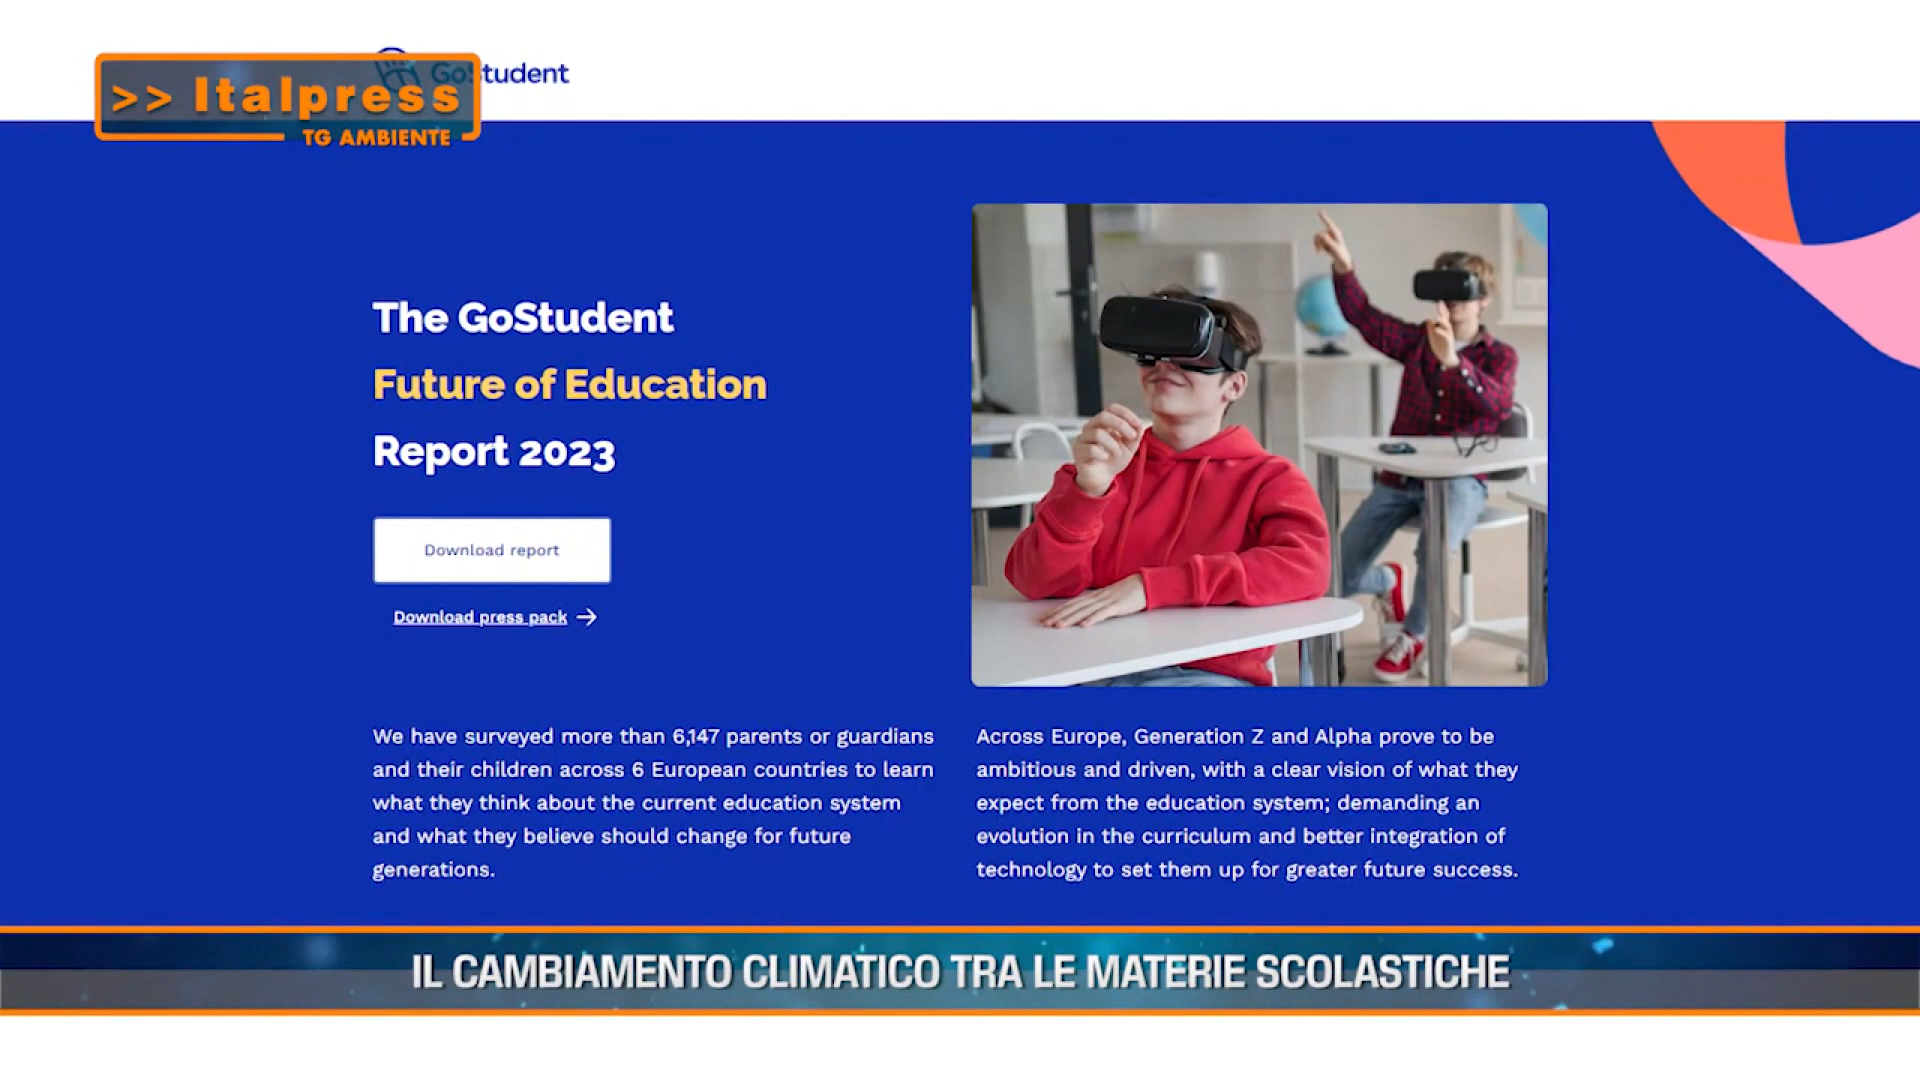 GoStudent
>> Italpress
TG AMBIENTE
The GoStudent
Future of Education
Report 2023
Download report
Download press pack →
We have surveyed more than 6,147 parents or guardians
and their children across 6 European countries to learn
what they think about the current education system
and what they believe should change for future
generations.
Across Europe, Generation Z and Alpha prove to be
ambitious and driven, with a clear vision of what they
expect from the education system; demanding an
evolution in the curriculum and better integration of
technology to set them up for greater future success.
IL CAMBIAMENTO CLIMATICO TRA LE MATERIE SCOLASTICHE